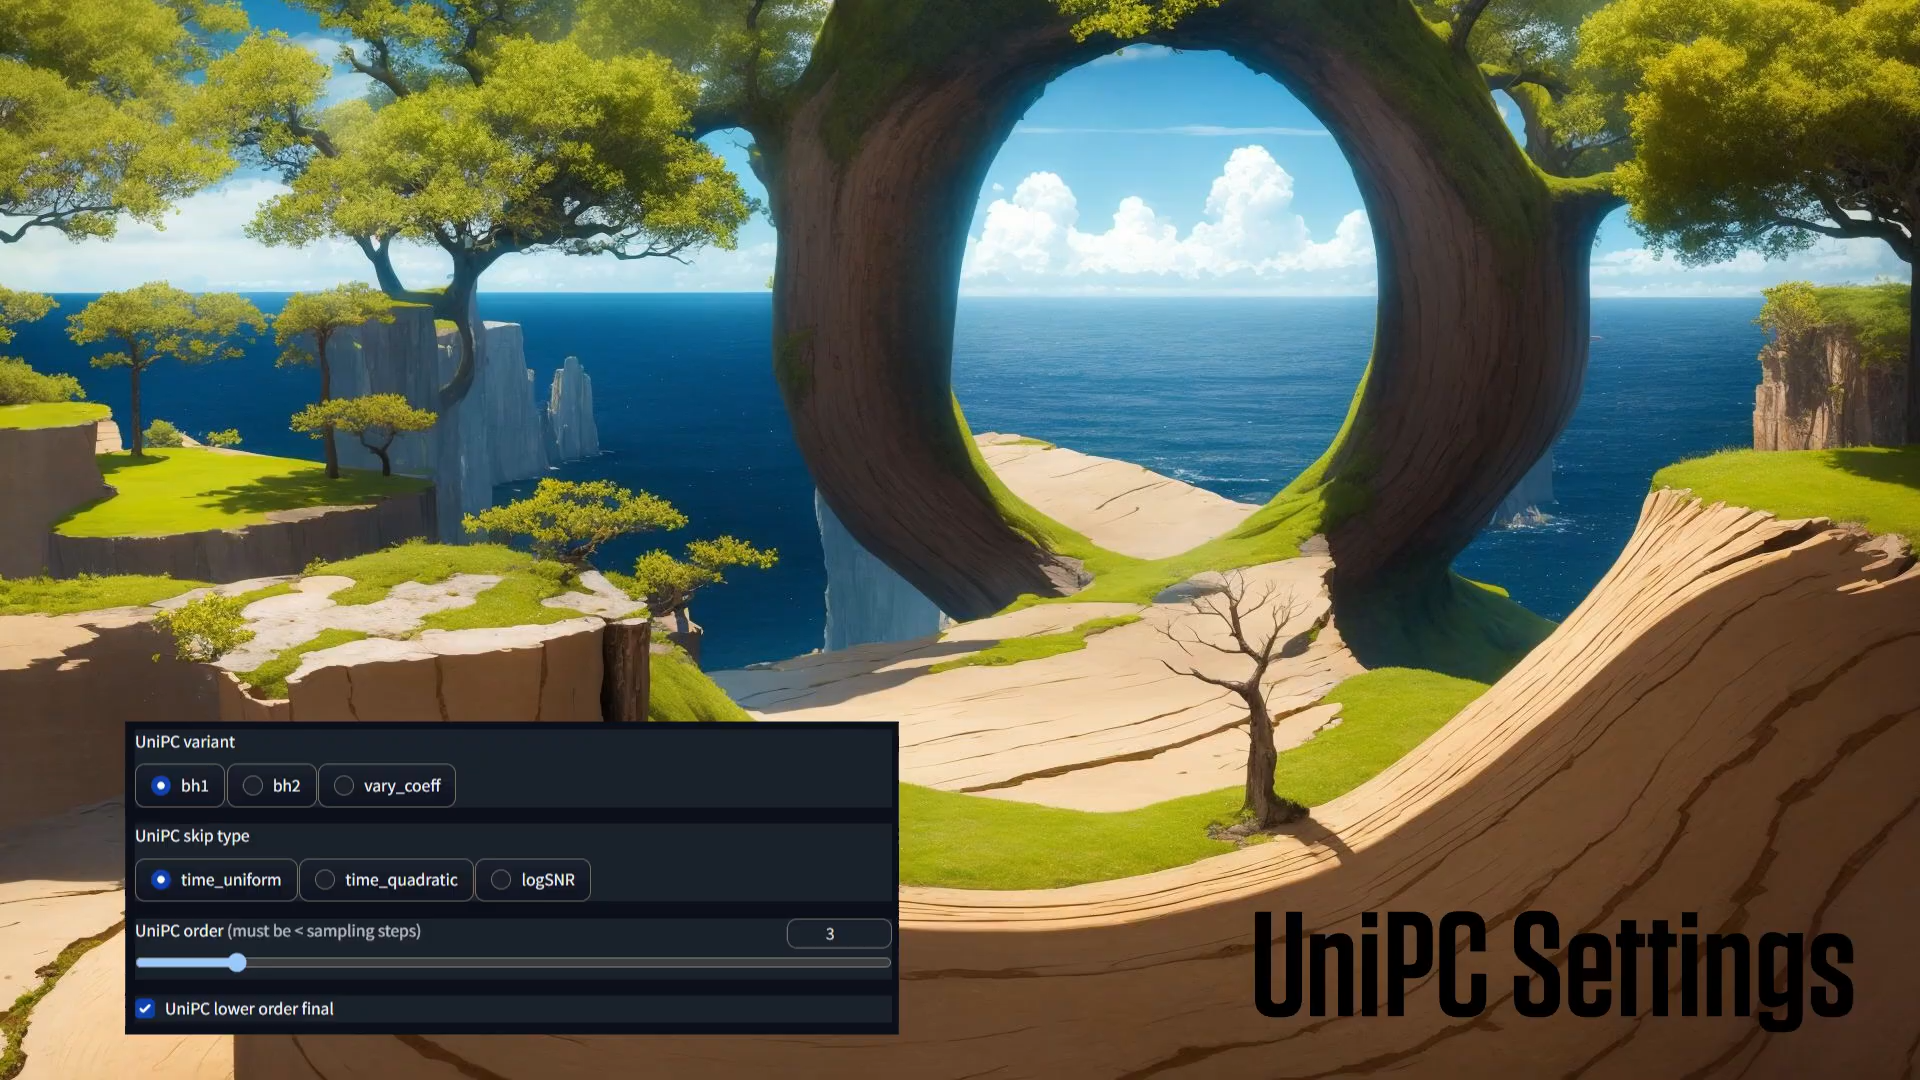 UniPC variant
bh1 bh2 vary_coeff
UniPC skip type
time_uniform time_quadratic logSNR
UniPC order (must be < sampling steps) 3
UniPC lower order final
UniPC Settings